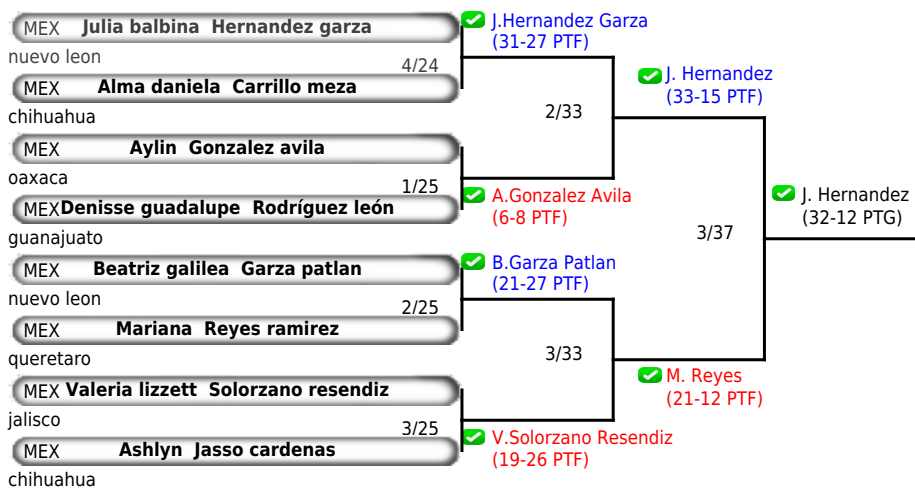 MEX Julia balbina Hernandez garza
nuevo leon
4/24
MEX Alma daniela Carrillo meza
chihuahua
MEX Aylin Gonzalez avila
oaxaca
1/25
MEX Denisse guadalupe Rodríguez león
guanajuato
MEX Beatriz galilea Garza patlan
nuevo leon
2/25
MEX Mariana Reyes ramirez
queretaro
MEX Valeria lizzett Solorzano resendiz
jalisco
3/25
MEX Ashlyn Jasso cardenas
chihuahua
J.Hernandez Garza
(31-27 PTF)
2/33
A.Gonzalez Avila
(6-8 PTF)
B.Garza Patlan
(21-27 PTF)
3/33
V.Solorzano Resendiz
(19-26 PTF)
J. Hernandez
(33-15 PTF)
3/37
M. Reyes
(21-12 PTF)
J. Hernandez
(32-12 PTG)